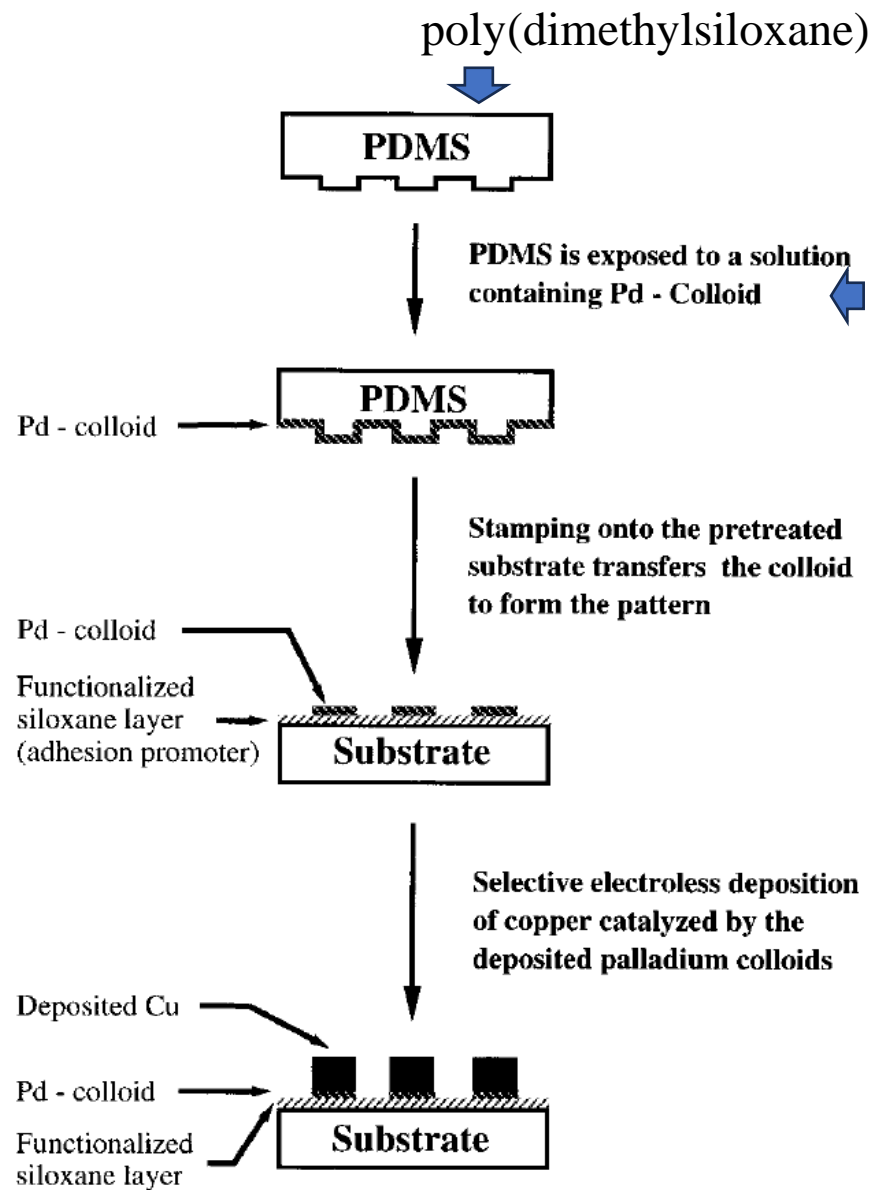 poly(dimethylsiloxane)
PDMS
PDMS is exposed to a solution
containing Pd - Colloid
PDMS
Pd - colloid
Stamping onto the pretreated
substrate transfers the colloid
to form the pattern
Pd - colloid
Functionalized
siloxane layer
(adhesion promoter)
Substrate
Selective electroless deposition
of copper catalyzed by the
deposited palladium colloids
Deposited Cu
Pd - colloid
Functionalized
siloxane layer
Substrate